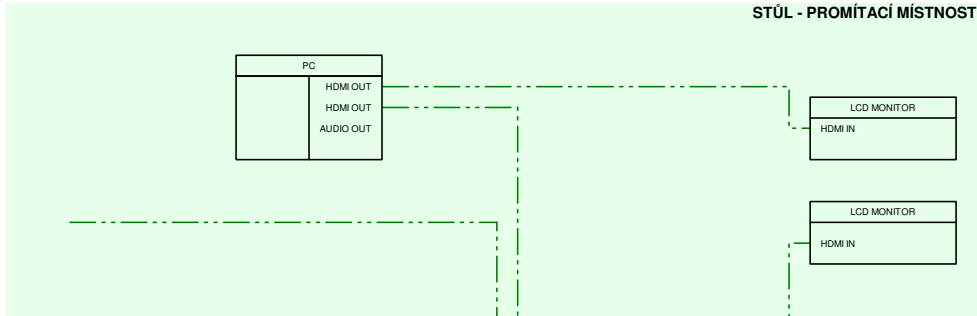 STŮL - PROMÍTACÍ MÍSTNOST
PC
HDMI OUT
HDMI OUT
AUDIO OUT
LCD MONITOR
HDMI IN
LCD MONITOR
HDMI IN